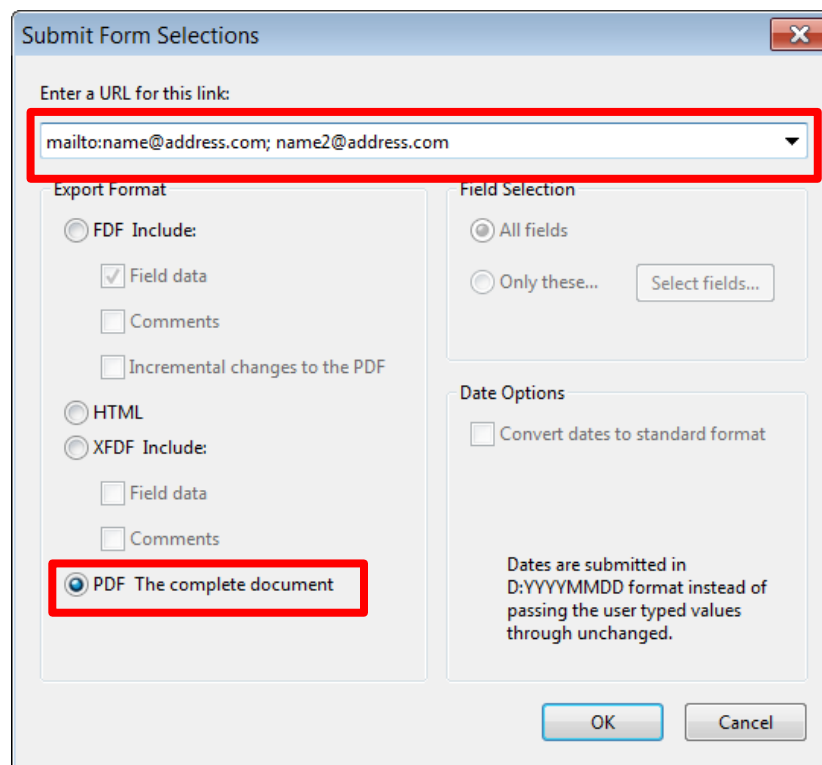 Submit Form Selections
Enter a URL for this link:
mailto:name@address.com; name2@address.com
Export Format
FDF Include:
Field data
Comments
Incremental changes to the PDF
HTML
XFDF Include:
Field data
Comments
PDF The complete document
Field Selection
All fields
Only these...
Select fields...
Date Options
Convert dates to standard format
Dates are submitted in
D:YYYYMMDD format instead of
passing the user typed values
through unchanged.
OK
Cancel